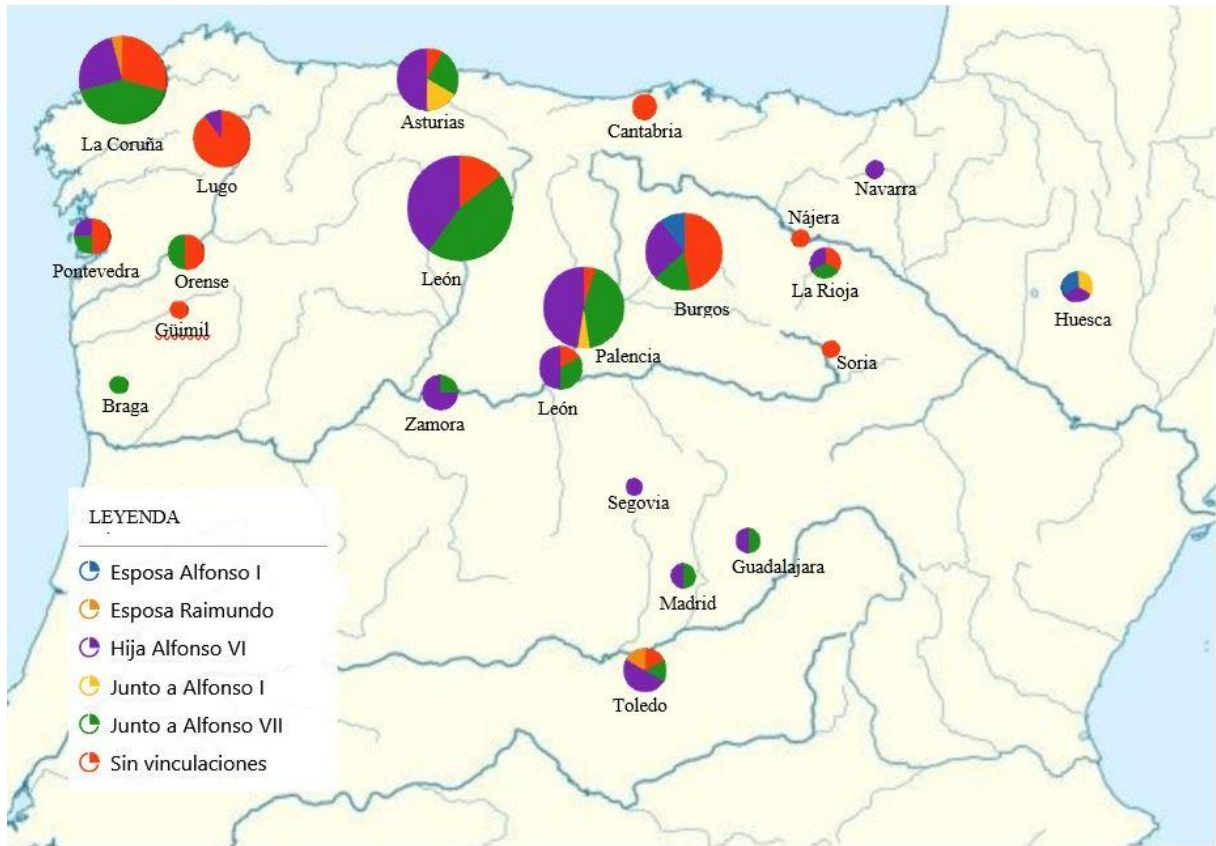 La Coruña
Asturias
Cantabria
Lugo
Navarra
Nájera
Pontevedra
Orense
León
Burgos
La Rioja
Huesca
Güimil
Palencia
Soria
Braga
Zamora
León
Segovia
Guadalajara
Madrid
Toledo
LEYENDA
Esposa Alfonso I
Esposa Raimundo
Hija Alfonso VI
Junto a Alfonso I
Junto a Alfonso VII
Sin vinculaciones